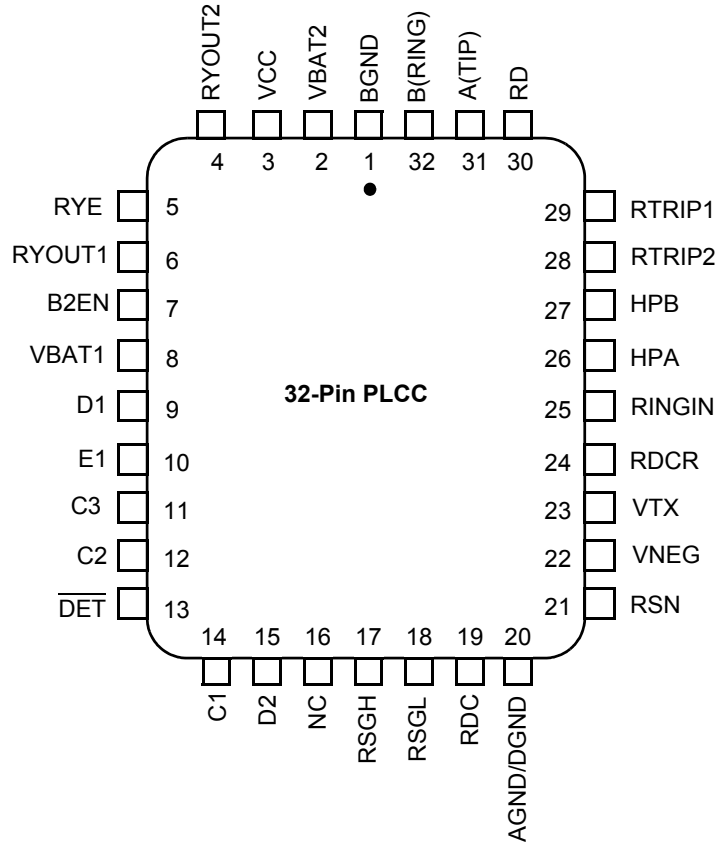 RYOUT2
VCC
VBAT2
BGND
B(RING)
A(TIP)
RD
4
3
2
1
32
31
30
RYE
5
RYOUT1
6
B2EN
7
VBAT1
8
D1
9
E1
10
C3
11
C2
12
DET
13
32-Pin PLCC
29
RTRIP1
28
RTRIP2
27
HPB
26
HPA
25
RINGIN
24
RDCR
23
VTX
22
VNEG
21
RSN
14
15
16
17
18
19
20
C1
D2
NC
RSGH
RSGL
RDC
AGND/DGND